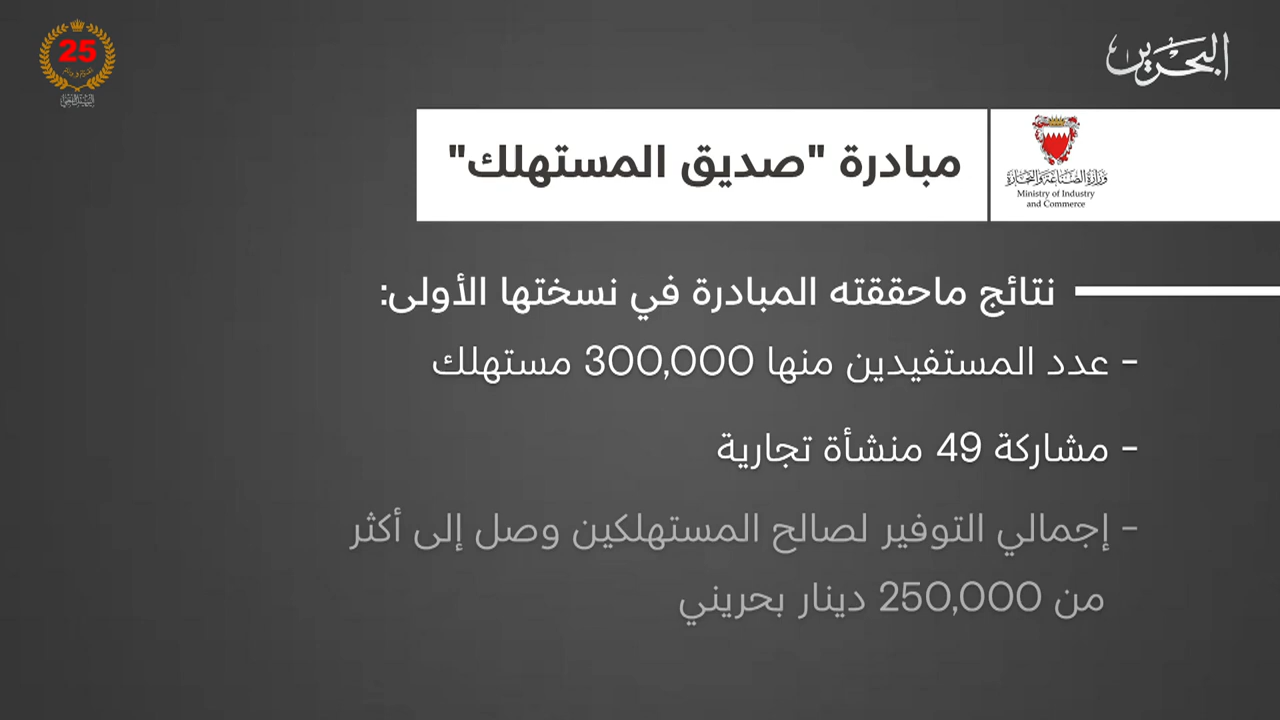 البحرين
25
وزارة الصناعة والتجارة
Ministry of Industry
and Commerce
مبادرة "صديق المستهلك"
نتائج ماحققته المبادرة في نسختها الأولى:
- عدد المستفيدين منها 300,000 مستهلك
- مشاركة 49 منشأة تجارية
- إجمالي التوفير لصالح المستهلكين وصل إلى أكثر
من 250,000 دينار بحريني